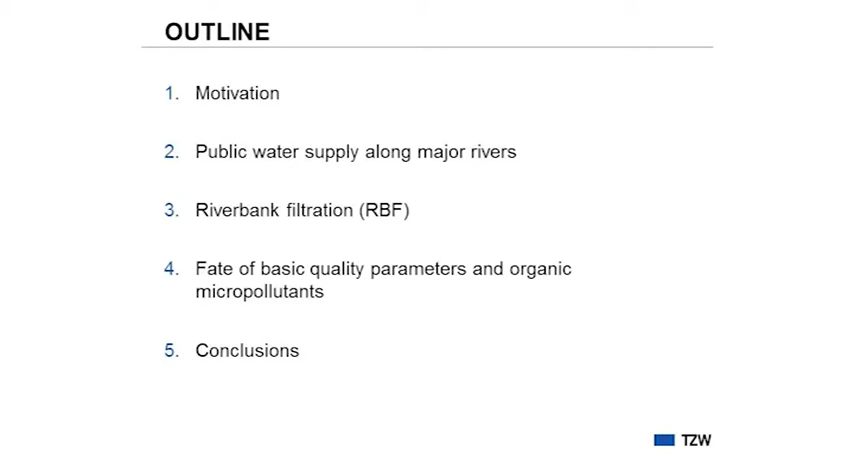 OUTLINE
1. Motivation
2. Public water supply along major rivers
3. Riverbank filtration (RBF)
4. Fate of basic quality parameters and organic
micropollutants
5. Conclusions
TZW